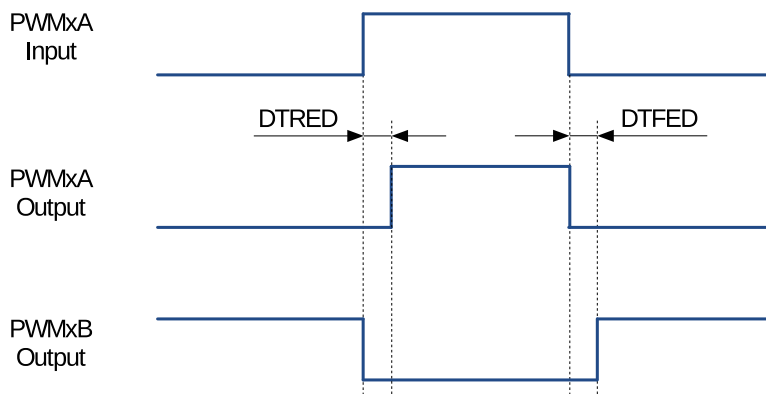 PWMxA
Input
DTRED
DTFED
PWMxA
Output
PWMxB
Output